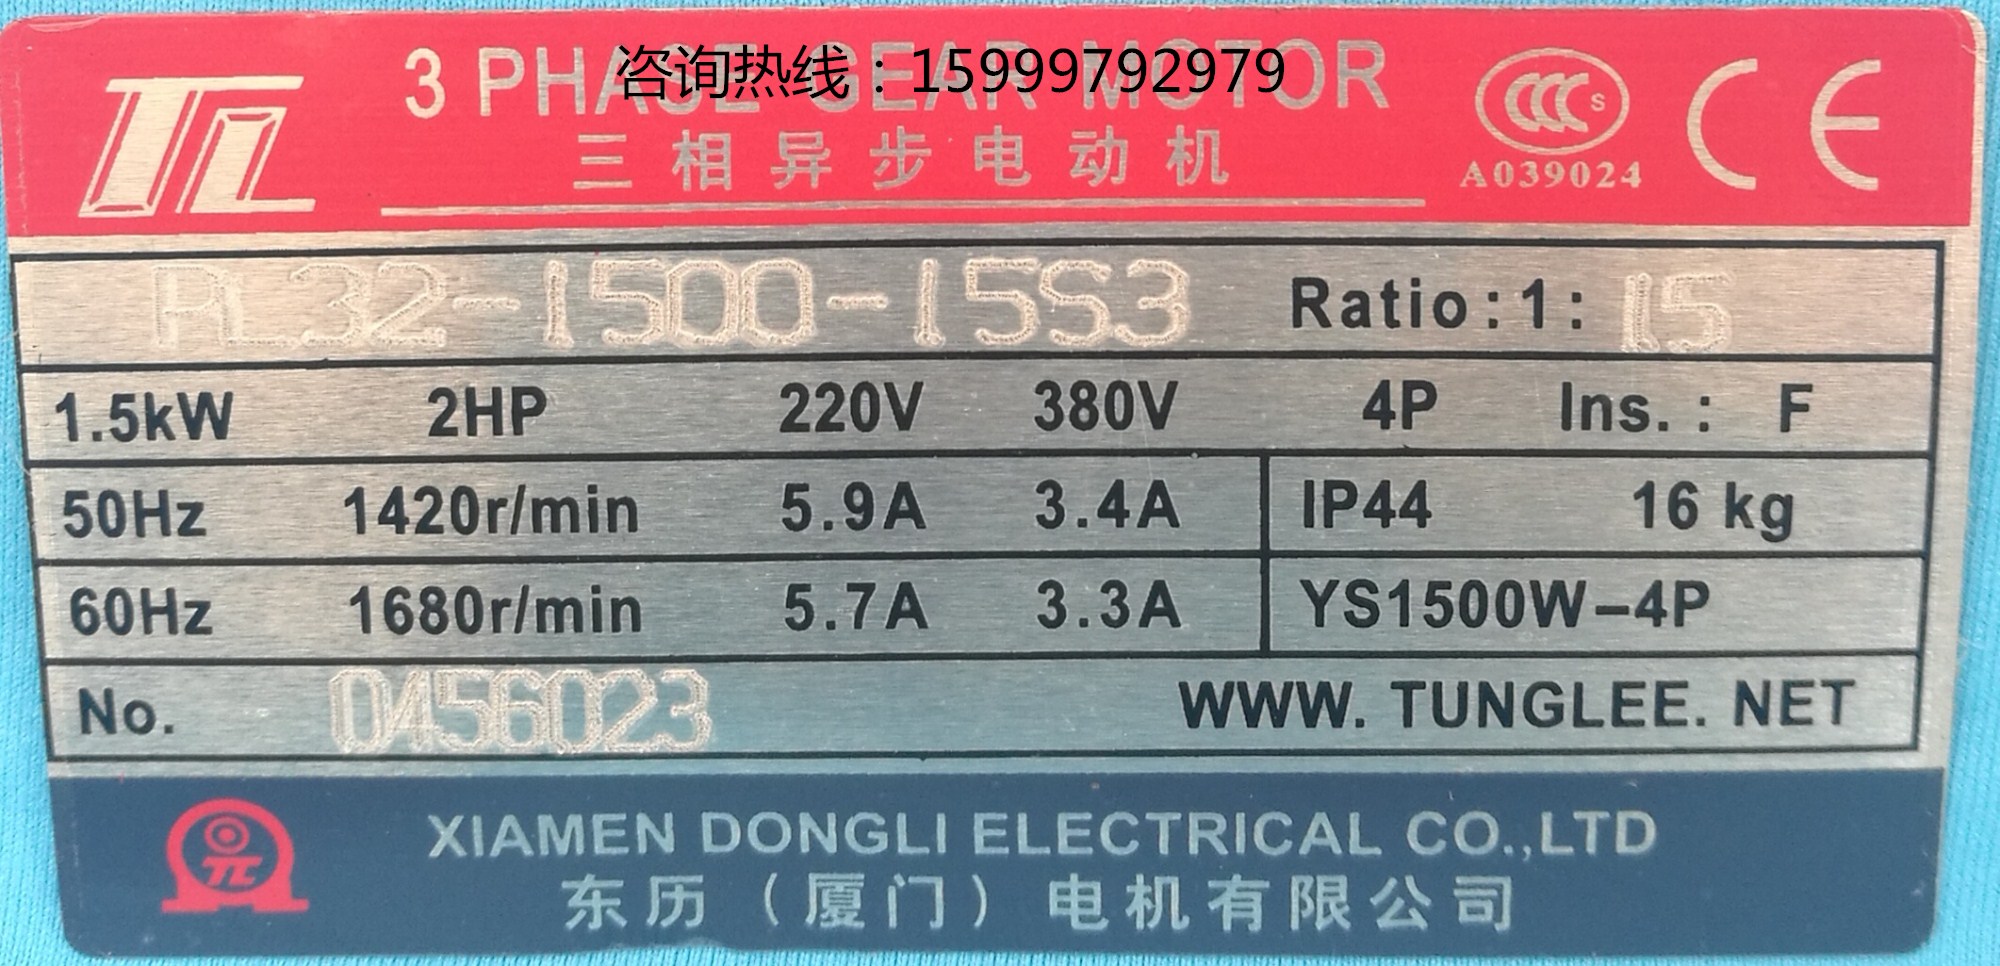 咨询热线：15999792979
TL 3 PHASE GEAR MOTOR
三相异步电动机
CCC S
A039024
CE
PL32-1500-15S3 Ratio:1:15
1.5kW 2HP 220V 380V 4P Ins.: F
50Hz 1420r/min 5.9A 3.4A IP44 16 kg
60Hz 1680r/min 5.7A 3.3A YS1500W-4P
No. 0456023 WWW.TUNGLEE.NET
TL
XIAMEN DONGLI ELECTRICAL CO.,LTD
东历（厦门）电机有限公司